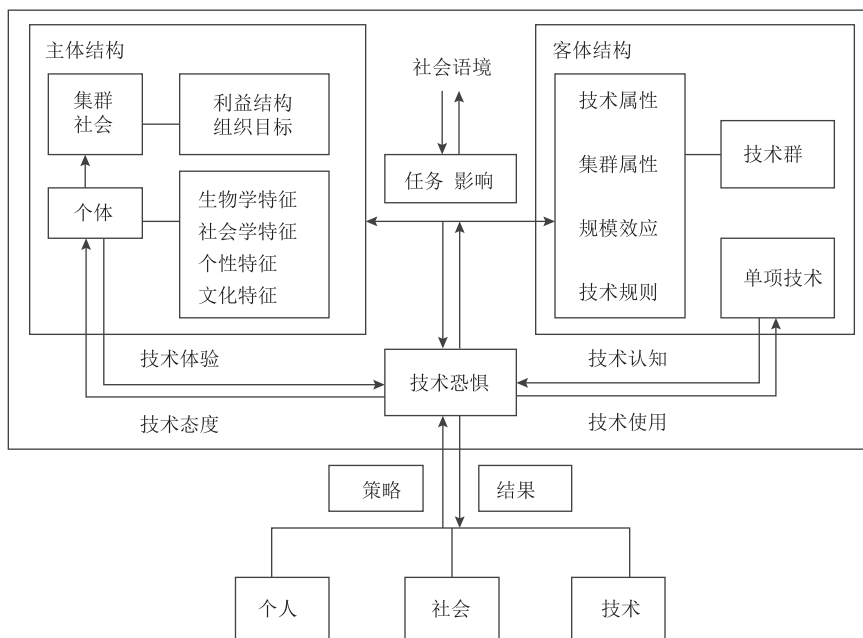 主体结构
集群
社会
利益结构
组织目标
个体
生物学特征
社会学特征
个性特征
文化特征
社会语境
任务 影响
客体结构
技术属性
集群属性
规模效应
技术规则
技术群
单项技术
技术体验
技术态度
技术恐惧
技术认知
技术使用
策略
结果
个人
社会
技术